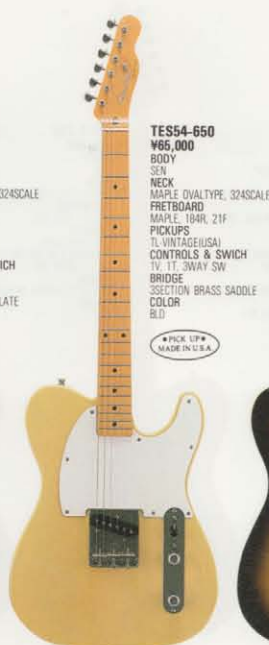 324SCALE
ICH
LATE
TES54-650
¥65,000
BODY
SEN
NECK
MAPLE OVALTYPE, 324SCALE
FRETBOARD
MAPLE, 184R, 21F
PICKUPS
TL-VINTAGE(USA)
CONTROLS & SWICH
1V, 1T, 3WAY SW
BRIDGE
3SECTION BRASS SADDLE
COLOR
BLD
●PICK UP●
MADE IN U.S.A.